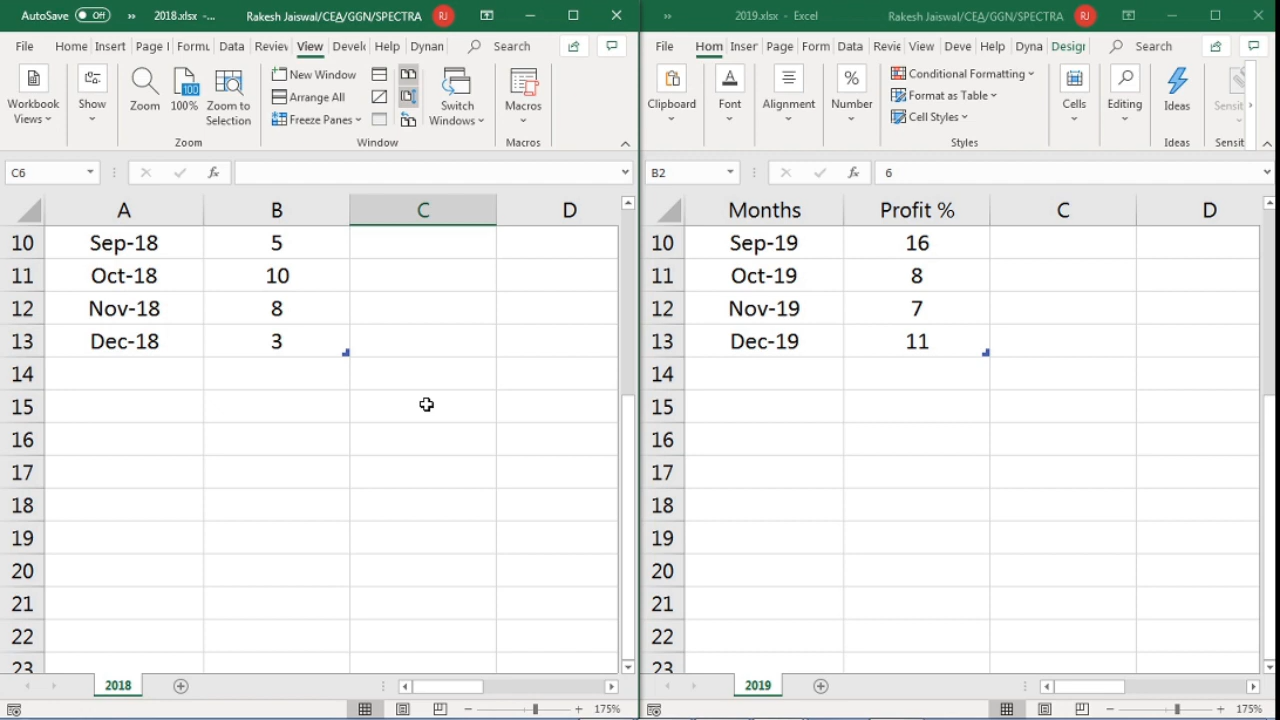 AutoSave Off » 2018.xlsx -... Rakesh Jaiswal/CEA/GGN/SPECTRA RJ
File Home Insert Page l Formu Data Review View Develo Help Dynan Search
Workbook Views
Show
Zoom
100%
Zoom to Selection
New Window
Arrange All
Freeze Panes
Switch Windows
Macros
Zoom Window Macros
C6 fx
A B C D
10 Sep-18 5
11 Oct-18 10
12 Nov-18 8
13 Dec-18 3
14
15
16
17
18
19
20
21
22
23
2018
175%
» 2019.xlsx - Excel Rakesh Jaiswal/CEA/GGN/SPECTRA RJ
File Hom Inser Page Form Data Revie View Deve Help Dyna Design Search
Clipboard
Font
Alignment
%
Number
Conditional Formatting
Format as Table
Cell Styles
Cells
Editing
Ideas
Sensit
Styles Ideas Sensit
B2 fx 6
Months Profit % C D
10 Sep-19 16
11 Oct-19 8
12 Nov-19 7
13 Dec-19 11
14
15
16
17
18
19
20
21
22
23
2019
175%